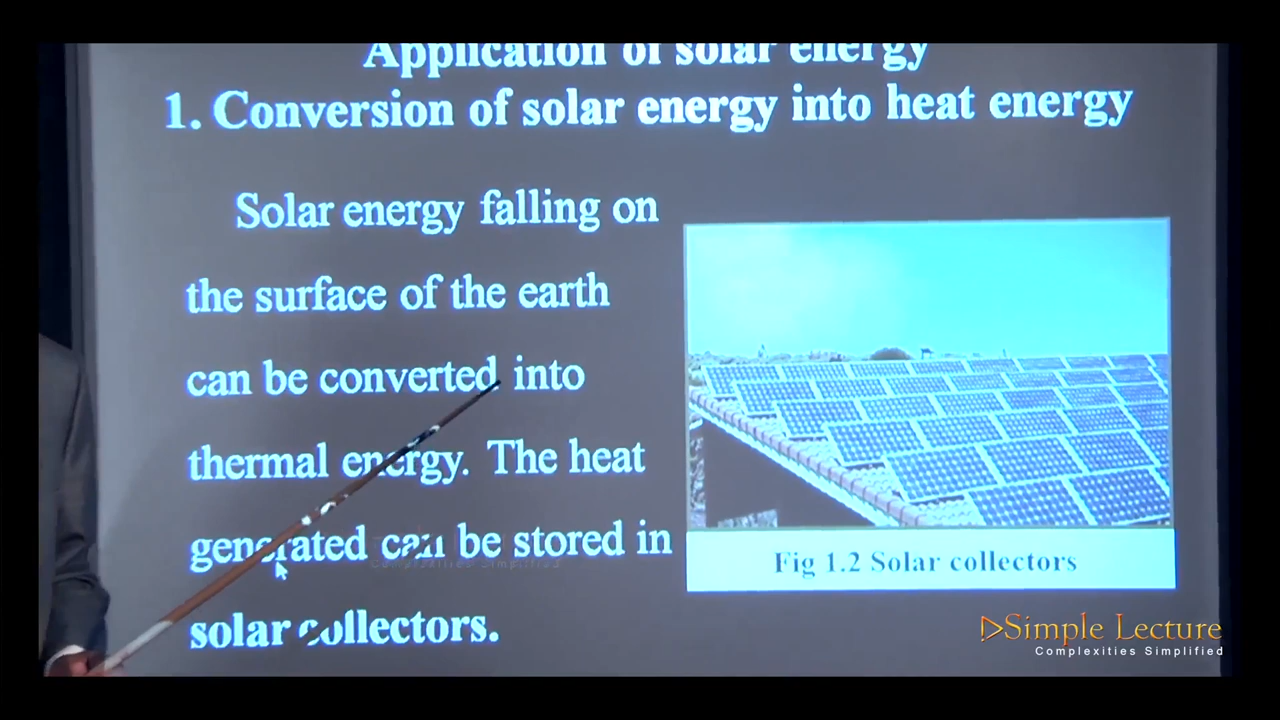 Application of solar energy
1. Conversion of solar energy into heat energy
Solar energy falling on
the surface of the earth
can be converted into
thermal energy. The heat
generated can be stored in
solar collectors.
Fig 1.2 Solar collectors
Simple Lecture
Complexities Simplified
Complexities Simplified